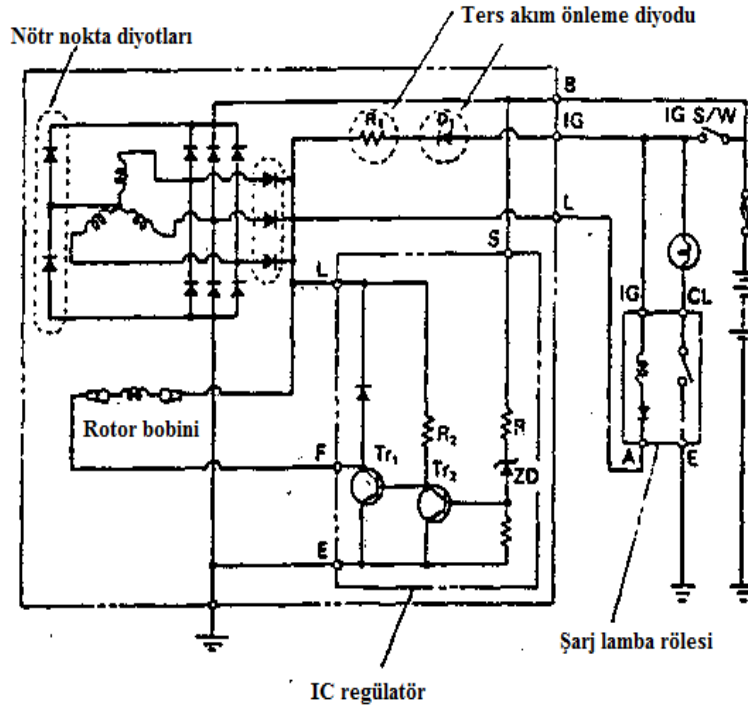 Ters akım önleme diyodu
Nötr nokta diyotları
B
R₁
D₁
IG
IG S/W
L
S
L
IG
CL
R₂
R
Rotor bobini
Tr₁
Tr₂
ZD
F
A
E
E
Şarj lamba rölesi
IC regülatör